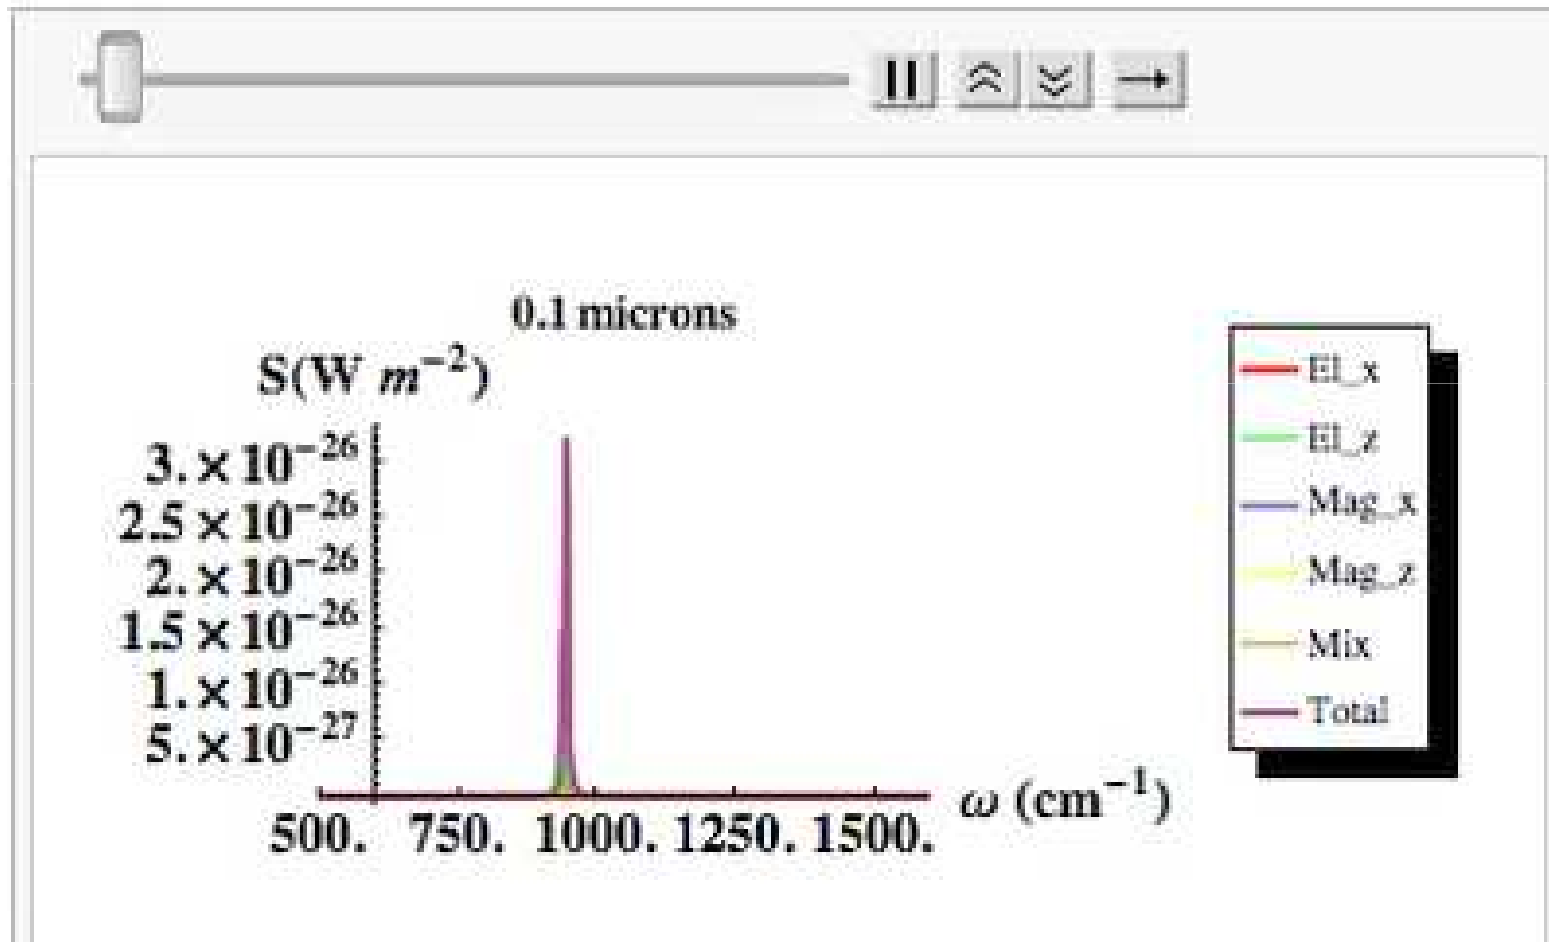 0.1 microns
S(W m⁻²)
3. × 10⁻²⁶
2.5 × 10⁻²⁶
2. × 10⁻²⁶
1.5 × 10⁻²⁶
1. × 10⁻²⁶
5. × 10⁻²⁷
500. 750. 1000. 1250. 1500.
ω (cm⁻¹)
El_x
El_z
Mag_x
Mag_z
Mix
Total